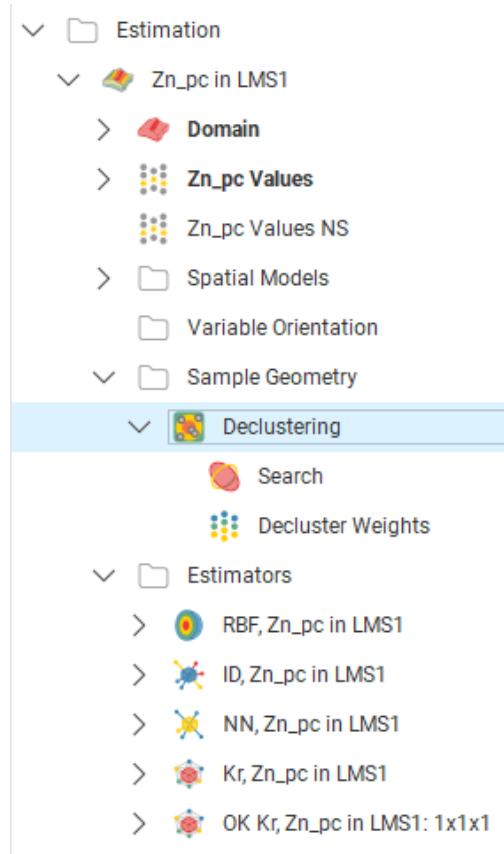 Estimation
Zn_pc in LMS1
Domain
Zn_pc Values
Zn_pc Values NS
Spatial Models
Variable Orientation
Sample Geometry
Declustering
Search
Decluster Weights
Estimators
RBF, Zn_pc in LMS1
ID, Zn_pc in LMS1
NN, Zn_pc in LMS1
Kr, Zn_pc in LMS1
OK Kr, Zn_pc in LMS1: 1x1x1